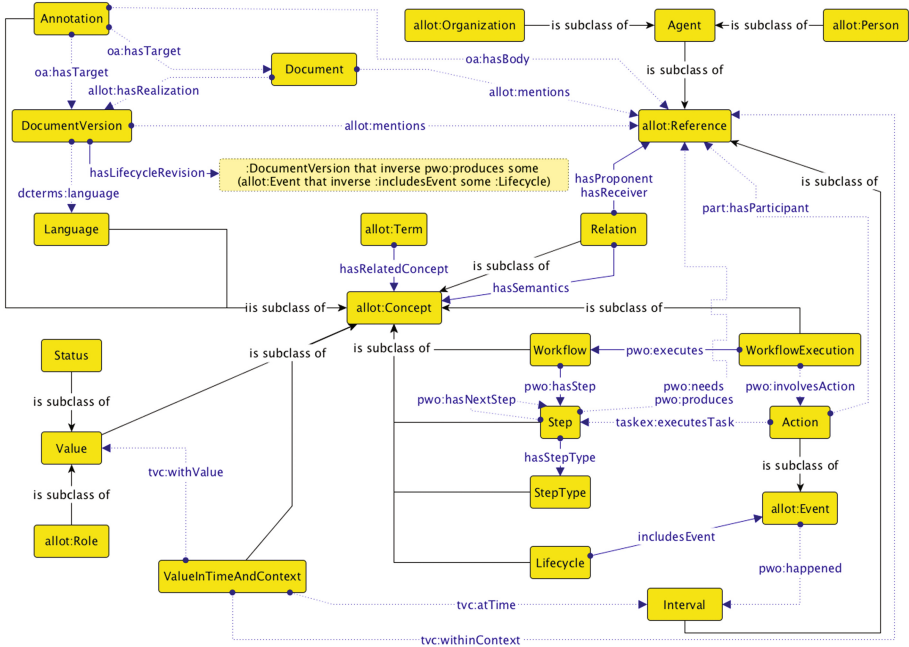 Annotation
allot:Organization
is subclass of
Agent
is subclass of
allot:Person
oa:hasTarget
oa:hasBody
oa:hasTarget
Document
is subclass of
allot:hasRealization
allot:mentions
DocumentVersion
allot:mentions
allot:Reference
hasLifecycleRevision
:DocumentVersion that inverse pwo:produces some
(allot:Event that inverse :includesEvent some :Lifecycle)
hasProponent
hasReceiver
is subclass of
dcterms:language
part:hasParticipant
Language
allot:Term
Relation
hasRelatedConcept
is subclass of
hasSemantics
iis subclass of
allot:Concept
is subclass of
Status
is subclass of
is subclass of
Workflow
pwo:executes
WorkflowExecution
pwo:hasStep
pwo:needs
pwo:produces
pwo:involvesAction
is subclass of
pwo:hasNextStep
Step
taskex:executesTask
Action
Value
hasStepType
is subclass of
tvc:withValue
is subclass of
StepType
allot:Event
allot:Role
includesEvent
Lifecycle
pwo:happened
ValueInTimeAndContext
tvc:atTime
Interval
tvc:withinContext